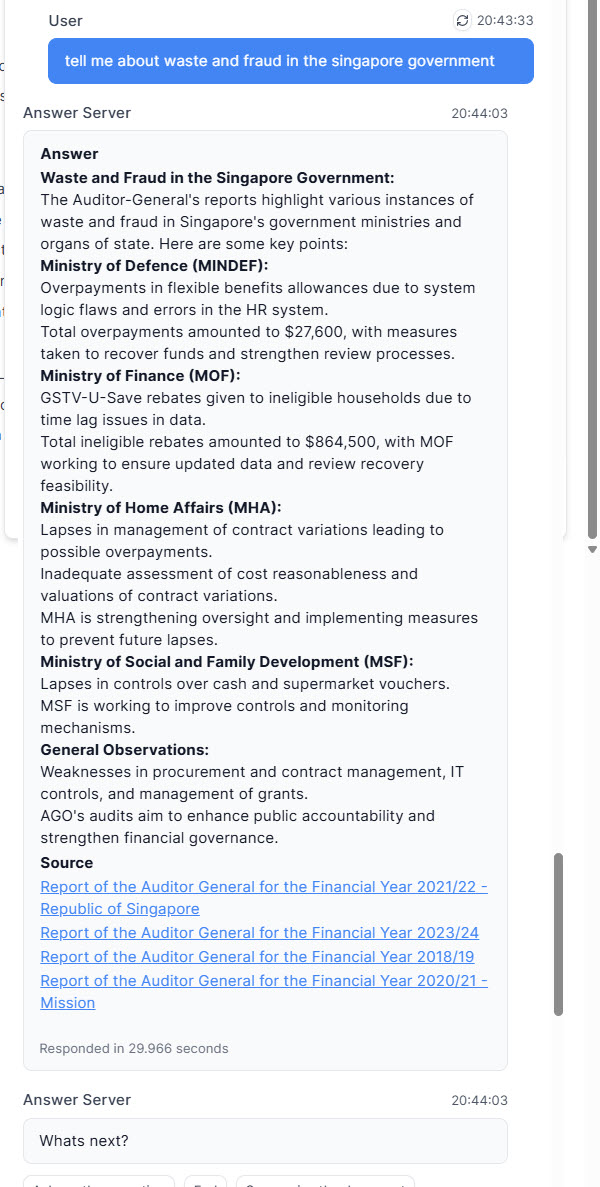 User
20:43:33
tell me about waste and fraud in the singapore government
Answer Server
20:44:03
Answer
Waste and Fraud in the Singapore Government:
The Auditor-General's reports highlight various instances of
waste and fraud in Singapore's government ministries and
organs of state. Here are some key points:
Ministry of Defence (MINDEF):
Overpayments in flexible benefits allowances due to system
logic flaws and errors in the HR system.
Total overpayments amounted to $27,600, with measures
taken to recover funds and strengthen review processes.
Ministry of Finance (MOF):
GSTV-U-Save rebates given to ineligible households due to
time lag issues in data.
Total ineligible rebates amounted to $864,500, with MOF
working to ensure updated data and review recovery
feasibility.
Ministry of Home Affairs (MHA):
Lapses in management of contract variations leading to
possible overpayments.
Inadequate assessment of cost reasonableness and
valuations of contract variations.
MHA is strengthening oversight and implementing measures
to prevent future lapses.
Ministry of Social and Family Development (MSF):
Lapses in controls over cash and supermarket vouchers.
MSF is working to improve controls and monitoring
mechanisms.
General Observations:
Weaknesses in procurement and contract management, IT
controls, and management of grants.
AGO's audits aim to enhance public accountability and
strengthen financial governance.
Source
Report of the Auditor General for the Financial Year 2021/22 -
Republic of Singapore
Report of the Auditor General for the Financial Year 2023/24
Report of the Auditor General for the Financial Year 2018/19
Report of the Auditor General for the Financial Year 2020/21 -
Mission
Responded in 29.966 seconds
Answer Server
20:44:03
Whats next?